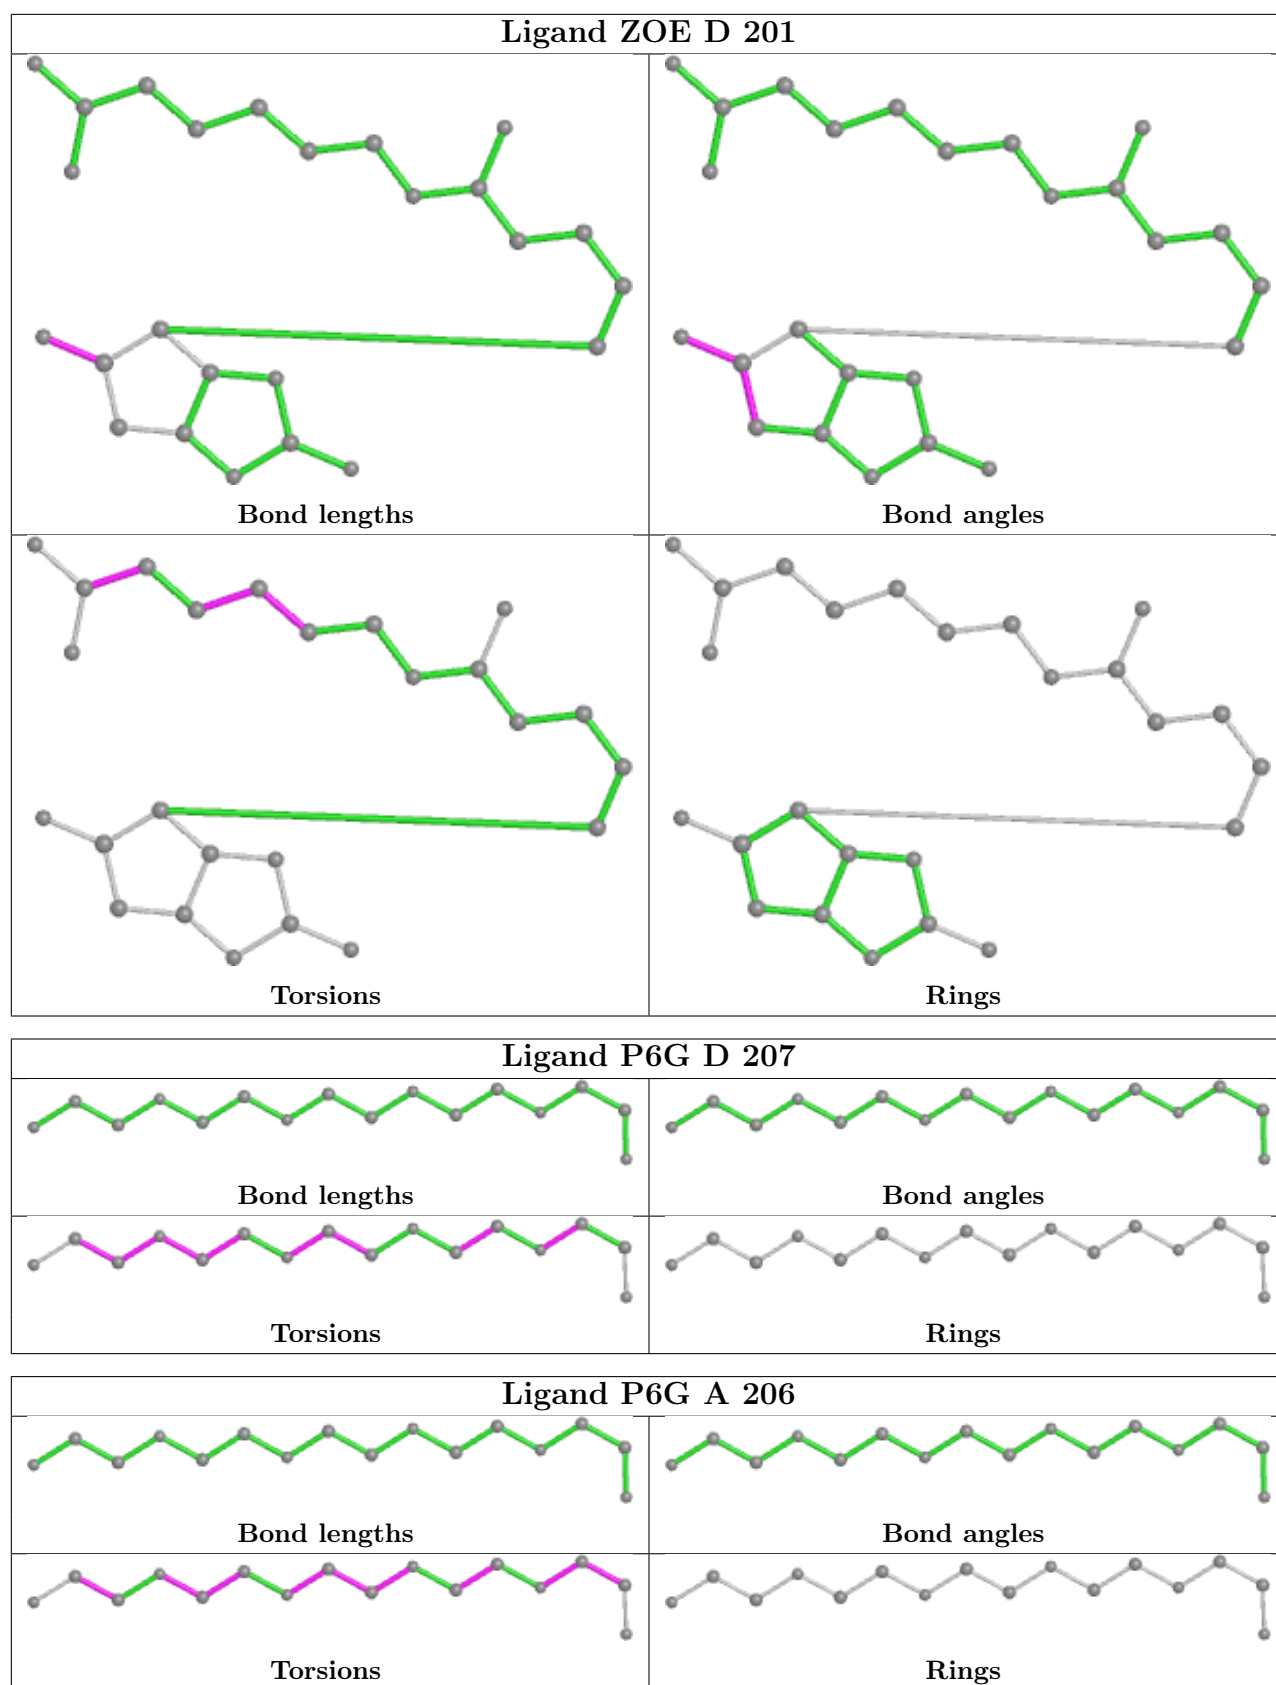 Ligand ZOE D 201
Bond lengths
Bond angles
Torsions
Rings
Ligand P6G D 207
Bond lengths
Bond angles
Torsions
Rings
Ligand P6G A 206
Bond lengths
Bond angles
Torsions
Rings